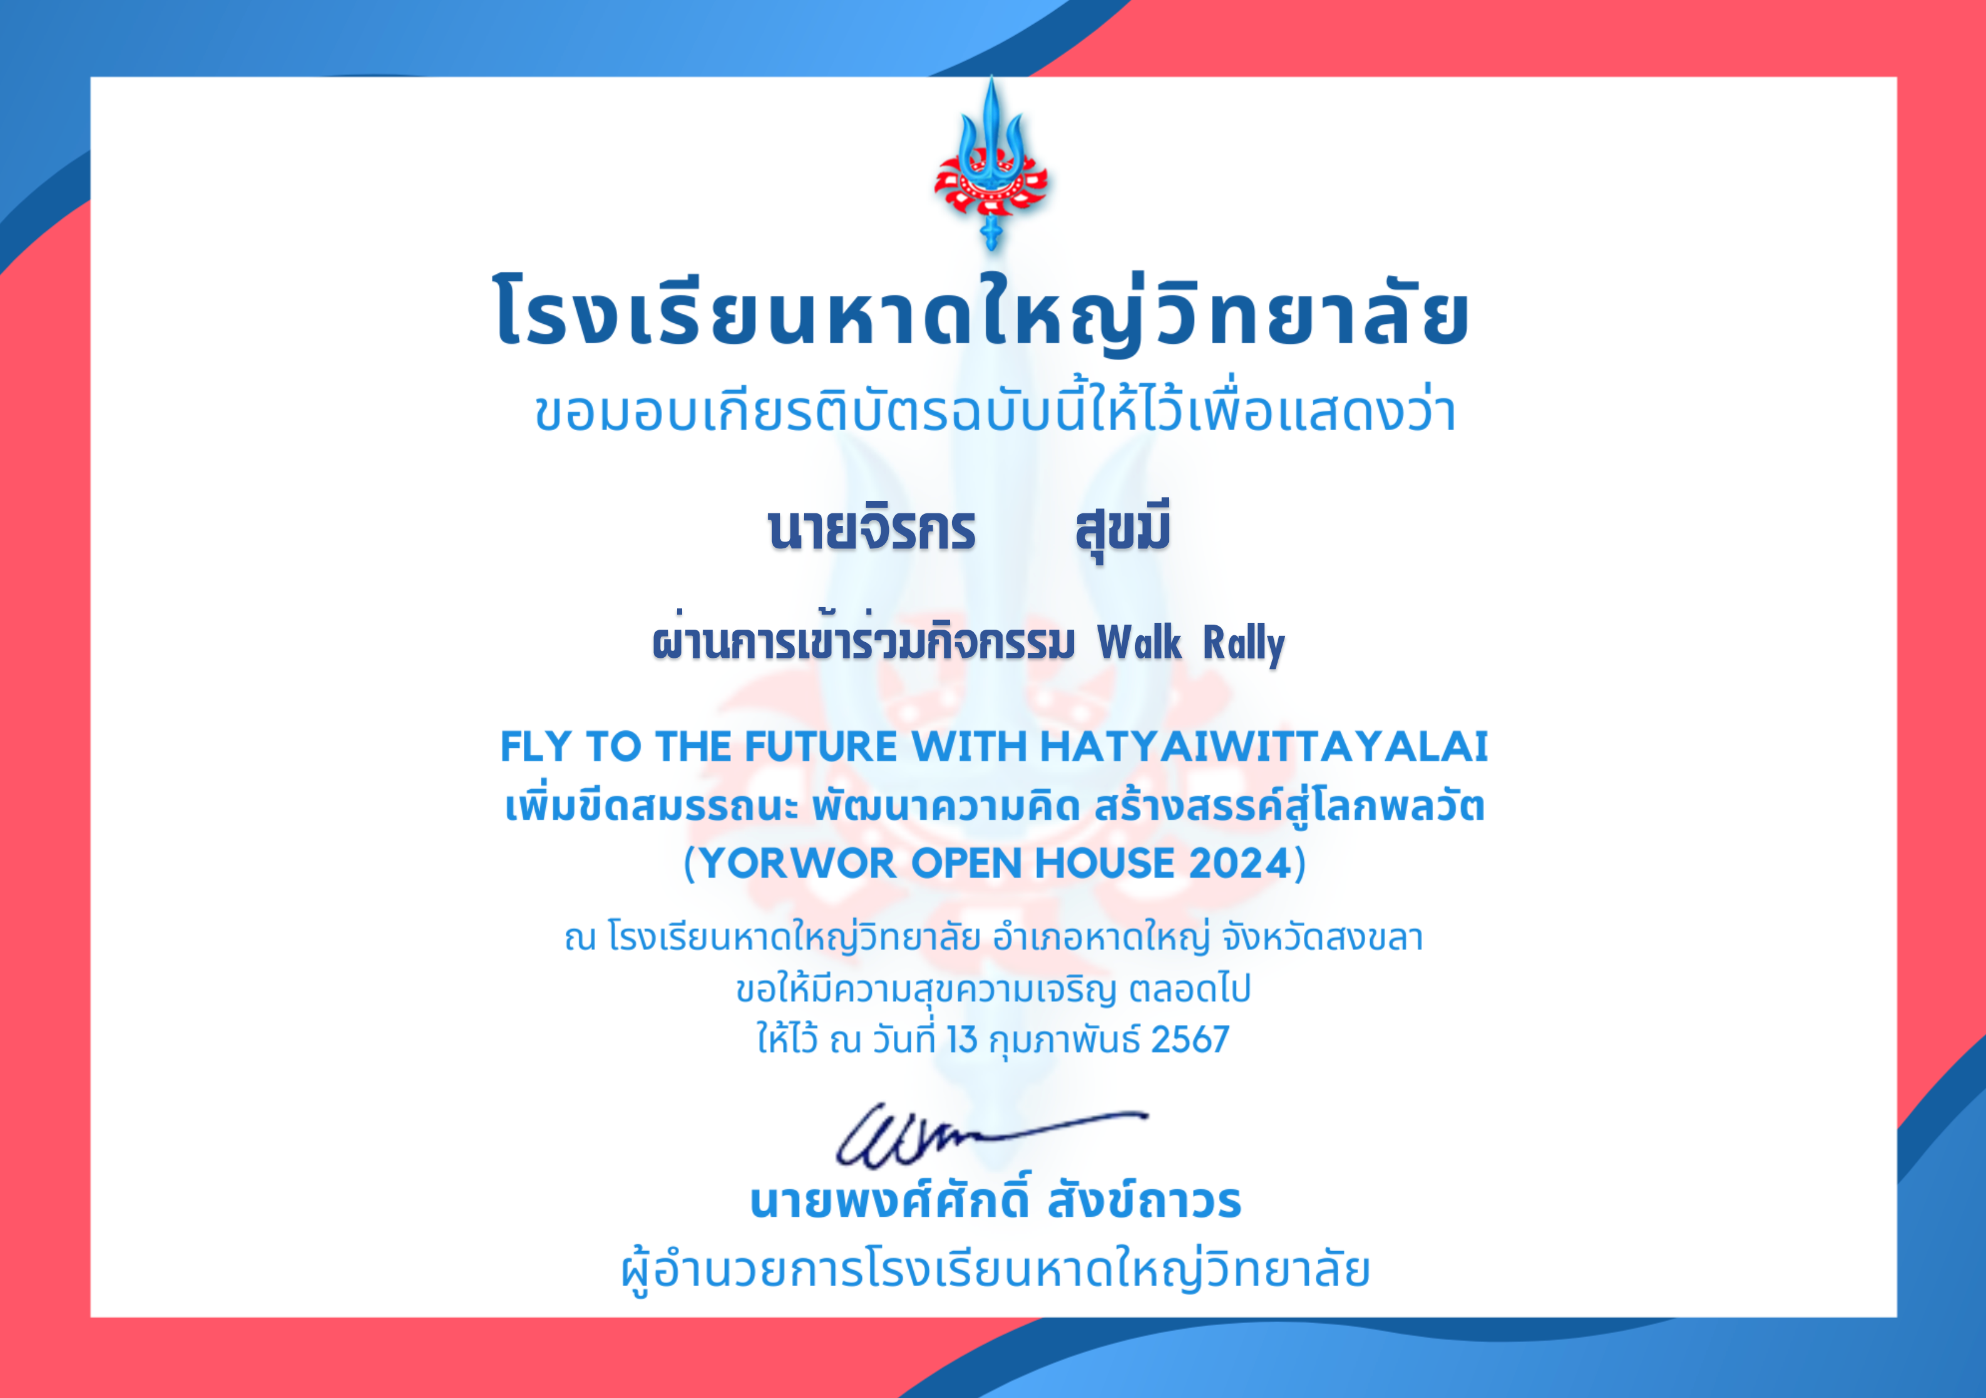 โรงเรียนหาดใหญ่วิทยาลัย
ขอมอบเกียรติบัตรฉบับนี้ให้ไว้เพื่อแสดงว่า
นายจิรกร สุขมี
ผ่านการเข้าร่วมกิจกรรม Walk Rally
FLY TO THE FUTURE WITH HATYAIWITTAYALAI
เพิ่มขีดสมรรถนะ พัฒนาความคิด สร้างสรรค์สู่โลกพลวัต
(YORWOR OPEN HOUSE 2024)
ณ โรงเรียนหาดใหญ่วิทยาลัย อำเภอหาดใหญ่ จังหวัดสงขลา
ขอให้มีความสุขความเจริญ ตลอดไป
ให้ไว้ ณ วันที่ 13 กุมภาพันธ์ 2567
นายพงศ์ศักดิ์ สังข์ถาวร
ผู้อำนวยการโรงเรียนหาดใหญ่วิทยาลัย